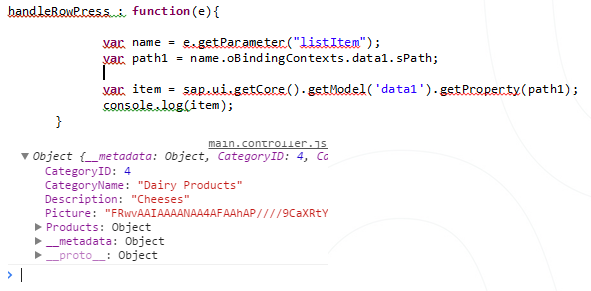 handleRowPress : function(e){
var name = e.getParameter("listItem");
var path1 = name.oBindingContexts.data1.sPath;
var item = sap.ui.getCore().getModel('data1').getProperty(path1);
console.log(item);
}
main.controller.js
Object {__metadata: Object, CategoryID: 4, Ca
CategoryID: 4
CategoryName: "Dairy Products"
Description: "Cheeses"
Picture: "FRwvAAIAAAANAA4AFAAhAP////9CaXRtY
Products: Object
__metadata: Object
__proto__: Object
>